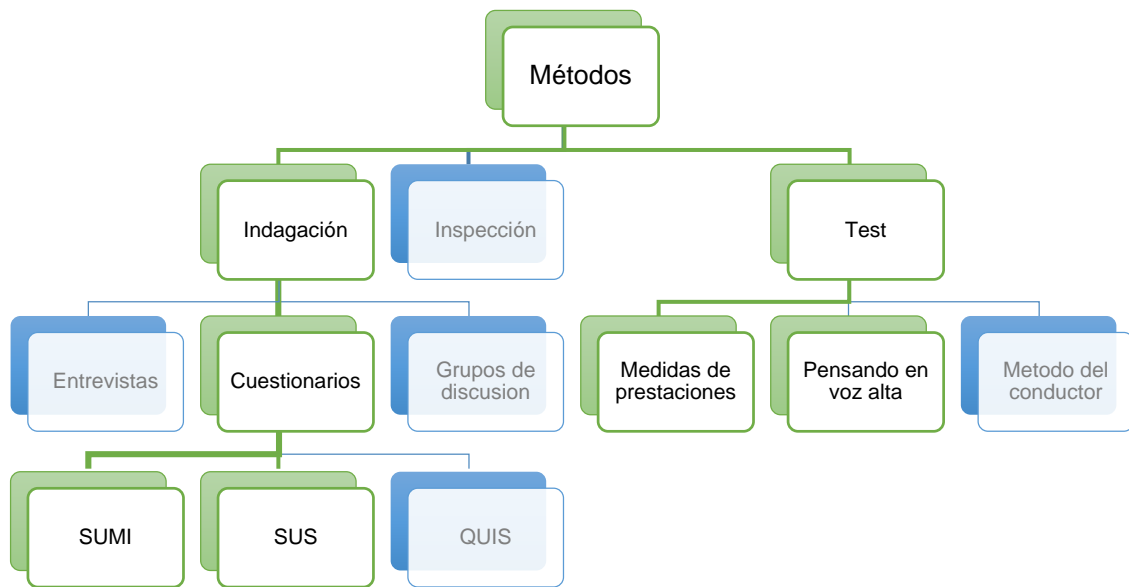 Métodos
Indagación
Inspección
Test
Entrevistas
Cuestionarios
Grupos de
discusion
Medidas de
prestaciones
Pensando en
voz alta
Metodo del
conductor
SUMI
SUS
QUIS